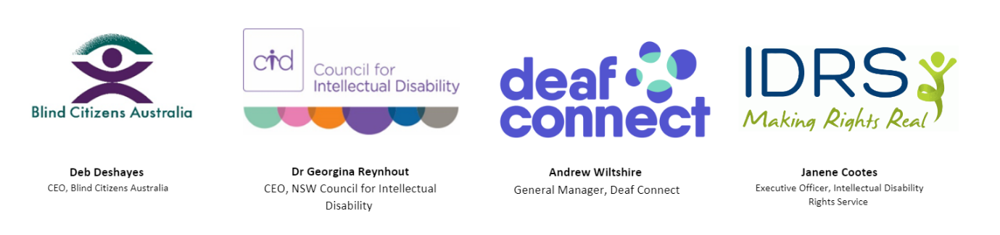 Blind Citizens Australia
cid
Council for
Intellectual Disability
deaf
connect
IDRS
Making Rights Real
Deb Deshayes
CEO, Blind Citizens Australia
Dr Georgina Reynhout
CEO, NSW Council for Intellectual
Disability
Andrew Wiltshire
General Manager, Deaf Connect
Janene Cootes
Executive Officer, Intellectual Disability
Rights Service